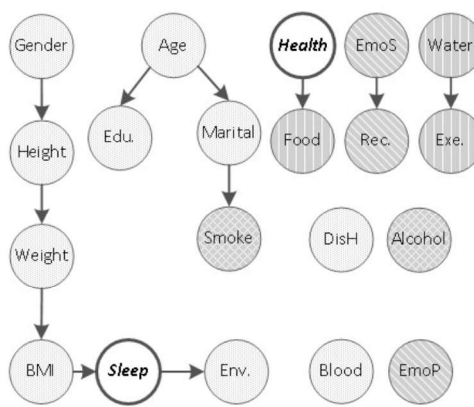 Gender
Age
Health
EmoS
Water
Height
Edu.
Marital
Food
Rec.
Exe.
Weight
Smoke
DisH
Alcohol
BMI
Sleep
Env.
Blood
EmoP